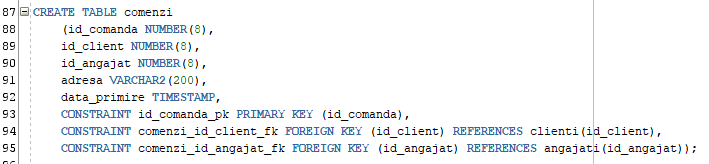 87 CREATE TABLE comenzi
88 (id_comanda NUMBER(8),
89 id_client NUMBER(8),
90 id_angajat NUMBER(8),
91 adresa VARCHAR2(200),
92 data_primire TIMESTAMP,
93 CONSTRAINT id_comanda_pk PRIMARY KEY (id_comanda),
94 CONSTRAINT comenzi_id_client_fk FOREIGN KEY (id_client) REFERENCES clienti(id_client),
95 CONSTRAINT comenzi_id_angajat_fk FOREIGN KEY (id_angajat) REFERENCES angajati(id_angajat));